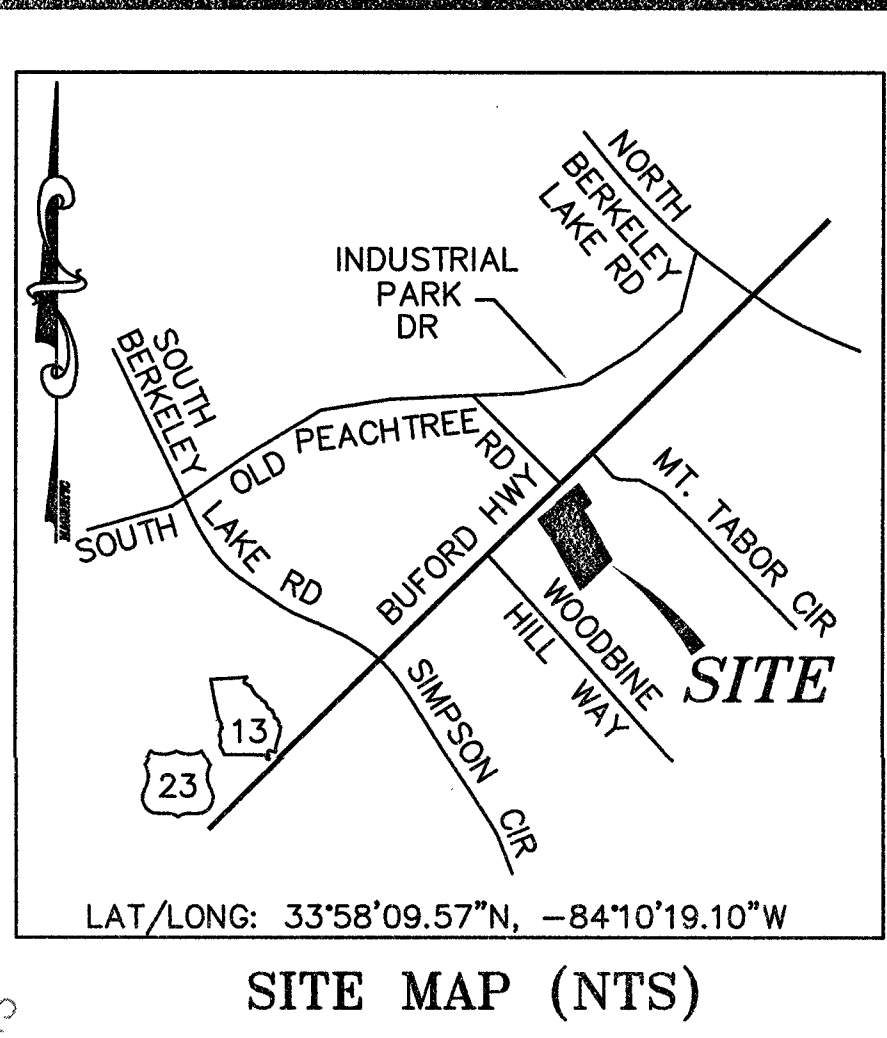 NORTH
BERKELEY
LAKE RD
INDUSTRIAL
PARK
DR
SOUTH
BERKELEY
LAKE RD
SOUTH OLD PEACHTREE RD
BUFORD HWY
MT. TABOR CIR
WOODBINE
HILL WAY
SITE
SIMPSON CIR
13
23
MAGNETIC
LAT/LONG: 33°58'09.57"N, -84°10'19.10"W
SITE MAP (NTS)